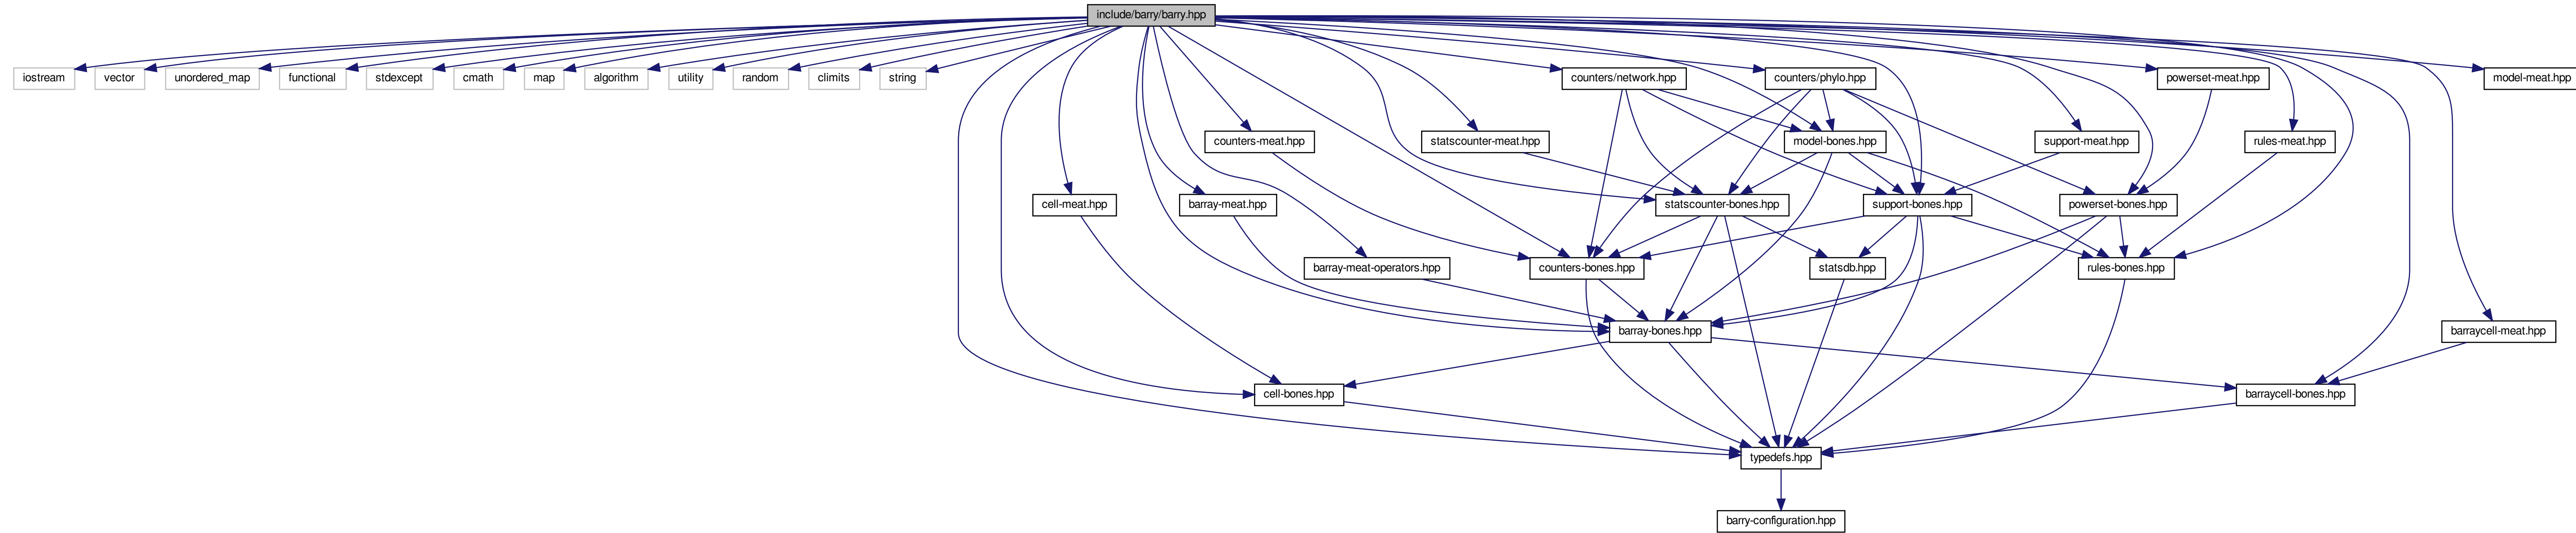 include/barry/barry.hpp
iostream
vector
unordered_map
functional
stdexcept
cmath
map
algorithm
utility
random
climits
string
counters/network.hpp
counters/phylo.hpp
powerset-meat.hpp
model-meat.hpp
counters-meat.hpp
statscounter-meat.hpp
model-bones.hpp
support-meat.hpp
rules-meat.hpp
cell-meat.hpp
barray-meat.hpp
statscounter-bones.hpp
support-bones.hpp
powerset-bones.hpp
barray-meat-operators.hpp
counters-bones.hpp
statsdb.hpp
rules-bones.hpp
barray-bones.hpp
barraycell-meat.hpp
cell-bones.hpp
barraycell-bones.hpp
typedefs.hpp
barry-configuration.hpp